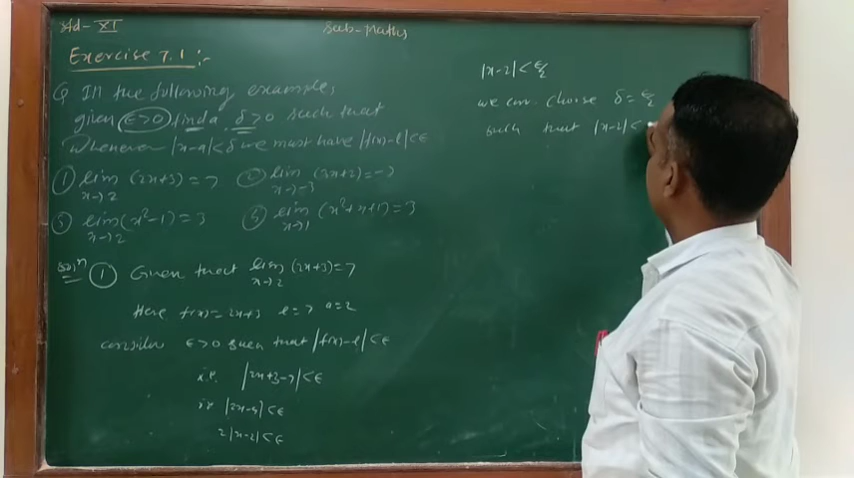 Std- XI
Sub- Maths
Exercise 7.1 :-
Q In the following examples,
given ε>0 find a δ>0 such that
whenever |x-a|<δ we must have |f(x)-l|<ε
① lim x→2 (2x+3)=7 ② lim x→-3 (3x+2)=-7
③ lim x→2 (x²-1)=3 ⑤ lim x→1 (x²+x+1)=3
Solⁿ ① Given that lim x→2 (2x+3)=7
Here f(x)=2x+3 l=7 a=2
consider ε>0 such that |f(x)-l|<ε
i.e. |2x+3-7|<ε
i.e |2x-4|<ε
2|x-2|<ε
|x-2|<ε/2
we can choose δ=ε/2
such that |x-2|<